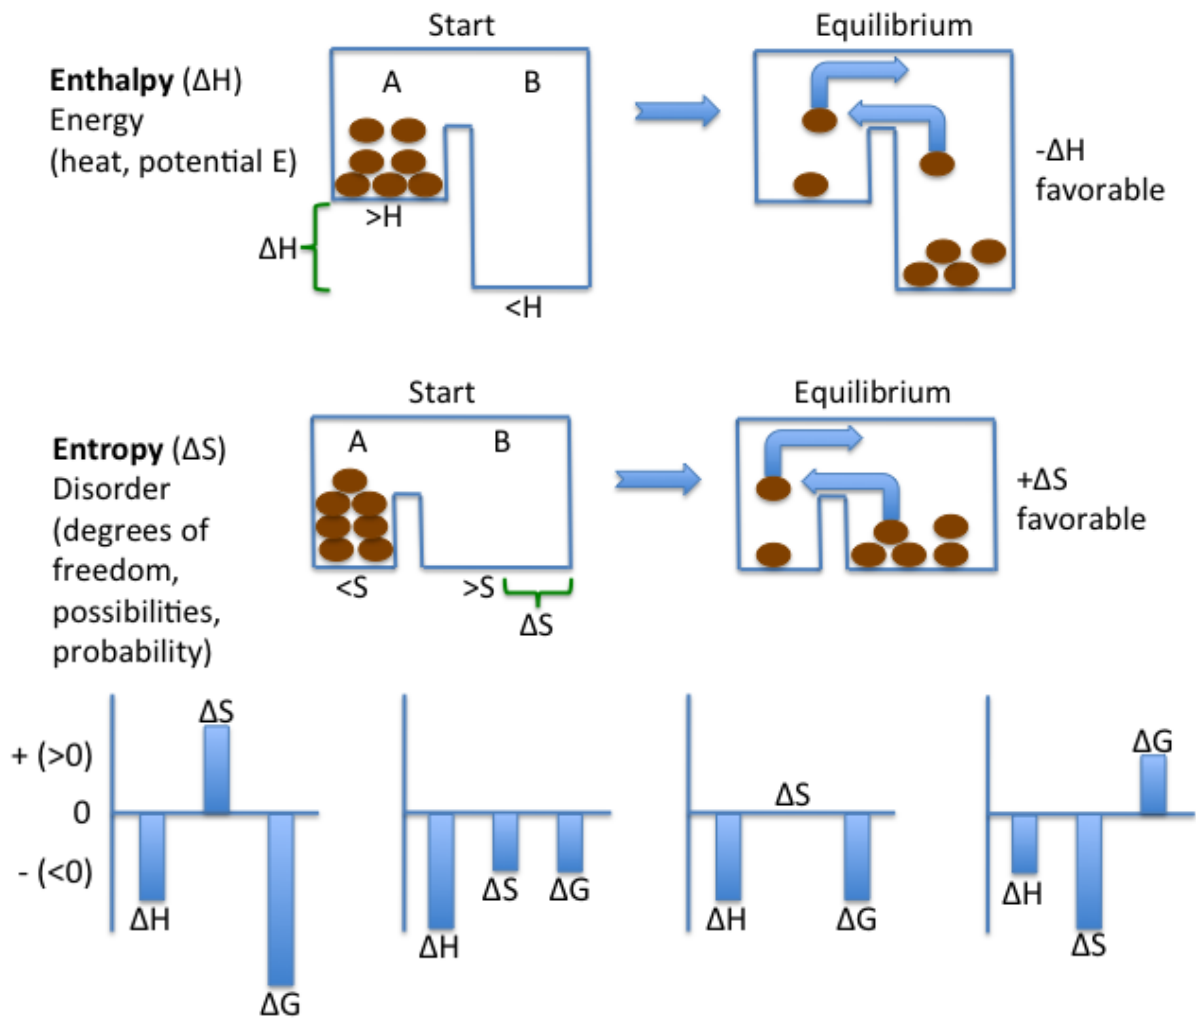 Start
Equilibrium
Enthalpy (ΔH)
Energy
(heat, potential E)
A
B
>H
ΔH
<H
-ΔH
favorable
Start
Equilibrium
Entropy (ΔS)
Disorder
(degrees of
freedom,
possibilities,
probability)
A
B
<S
>S
ΔS
+ΔS
favorable
+ (>0)
0
- (<0)
ΔH
ΔS
ΔG
ΔH
ΔS
ΔG
ΔH
ΔS
ΔG
ΔH
ΔS
ΔG